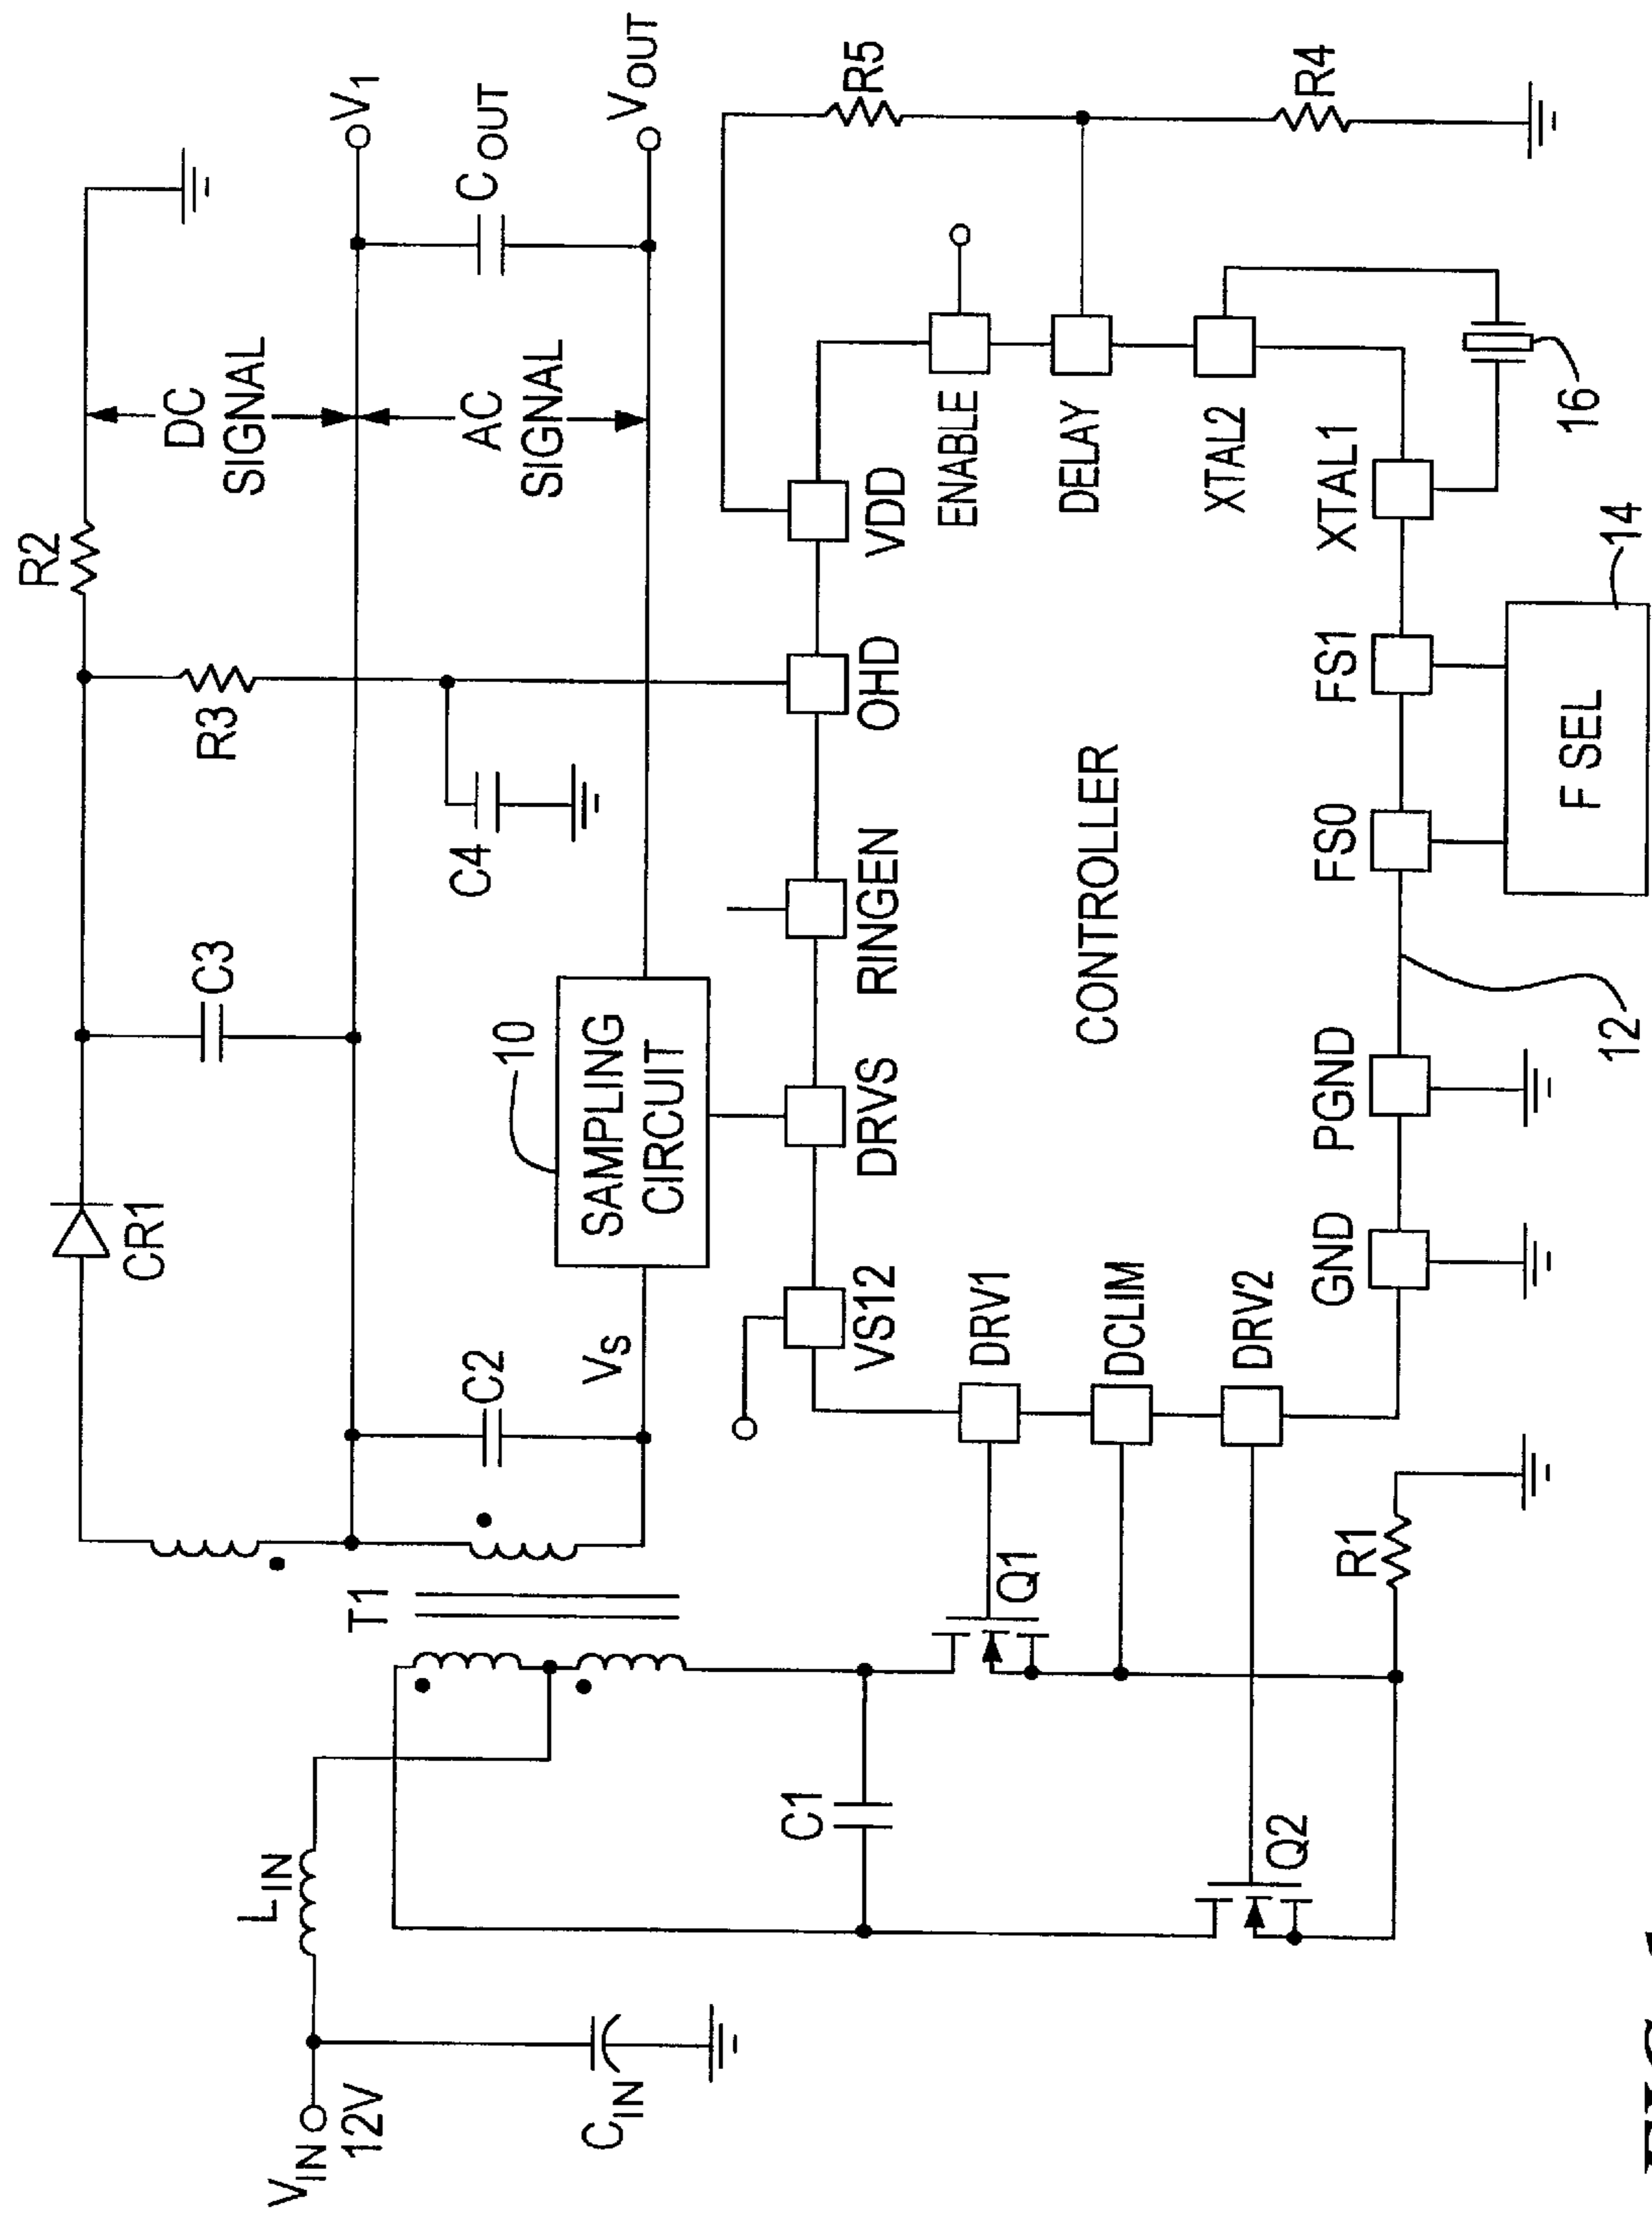 R2
DC
SIGNAL
V1
COUT
AC
SIGNAL
VOUT
R3
C4
C3
CR1
C2
VS
10
SAMPLING
CIRCUIT
T1
LIN
VIN
12V
CIN
C1
Q1
Q2
R1
VS12
DRVS
RINGEN
OHD
VDD
ENABLE
DELAY
XTAL2
XTAL1
R5
R4
16
DRV1
DCLIM
DRV2
CONTROLLER
GND
PGND
FS0
FS1
12
F SEL
14